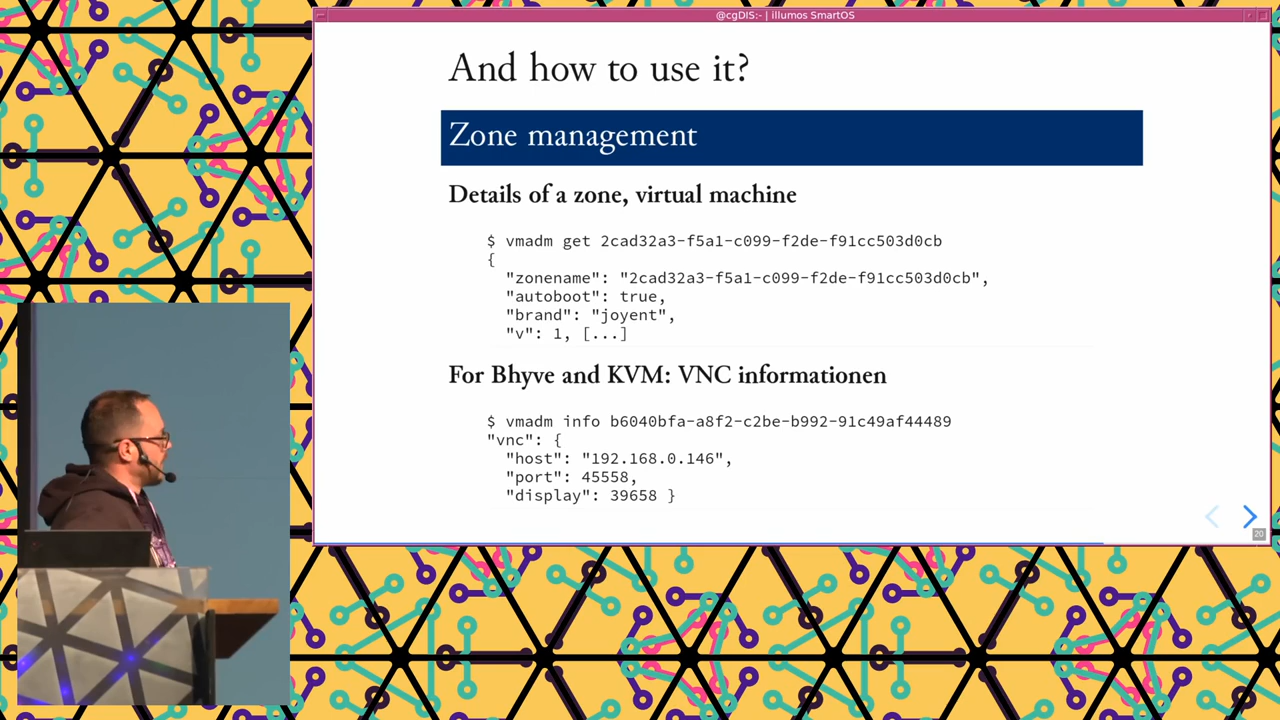 @cgDIS:~ | illumos SmartOS
And how to use it?
Zone management
Details of a zone, virtual machine
$ vmadm get 2cad32a3-f5a1-c099-f2de-f91cc503d0cb
{
"zonename": "2cad32a3-f5a1-c099-f2de-f91cc503d0cb",
"autoboot": true,
"brand": "joyent",
"v": 1, [...]
For Bhyve and KVM: VNC informationen
$ vmadm info b6040bfa-a8f2-c2be-b992-91c49af44489
"vnc": {
"host": "192.168.0.146",
"port": 45558,
"display": 39658 }
20